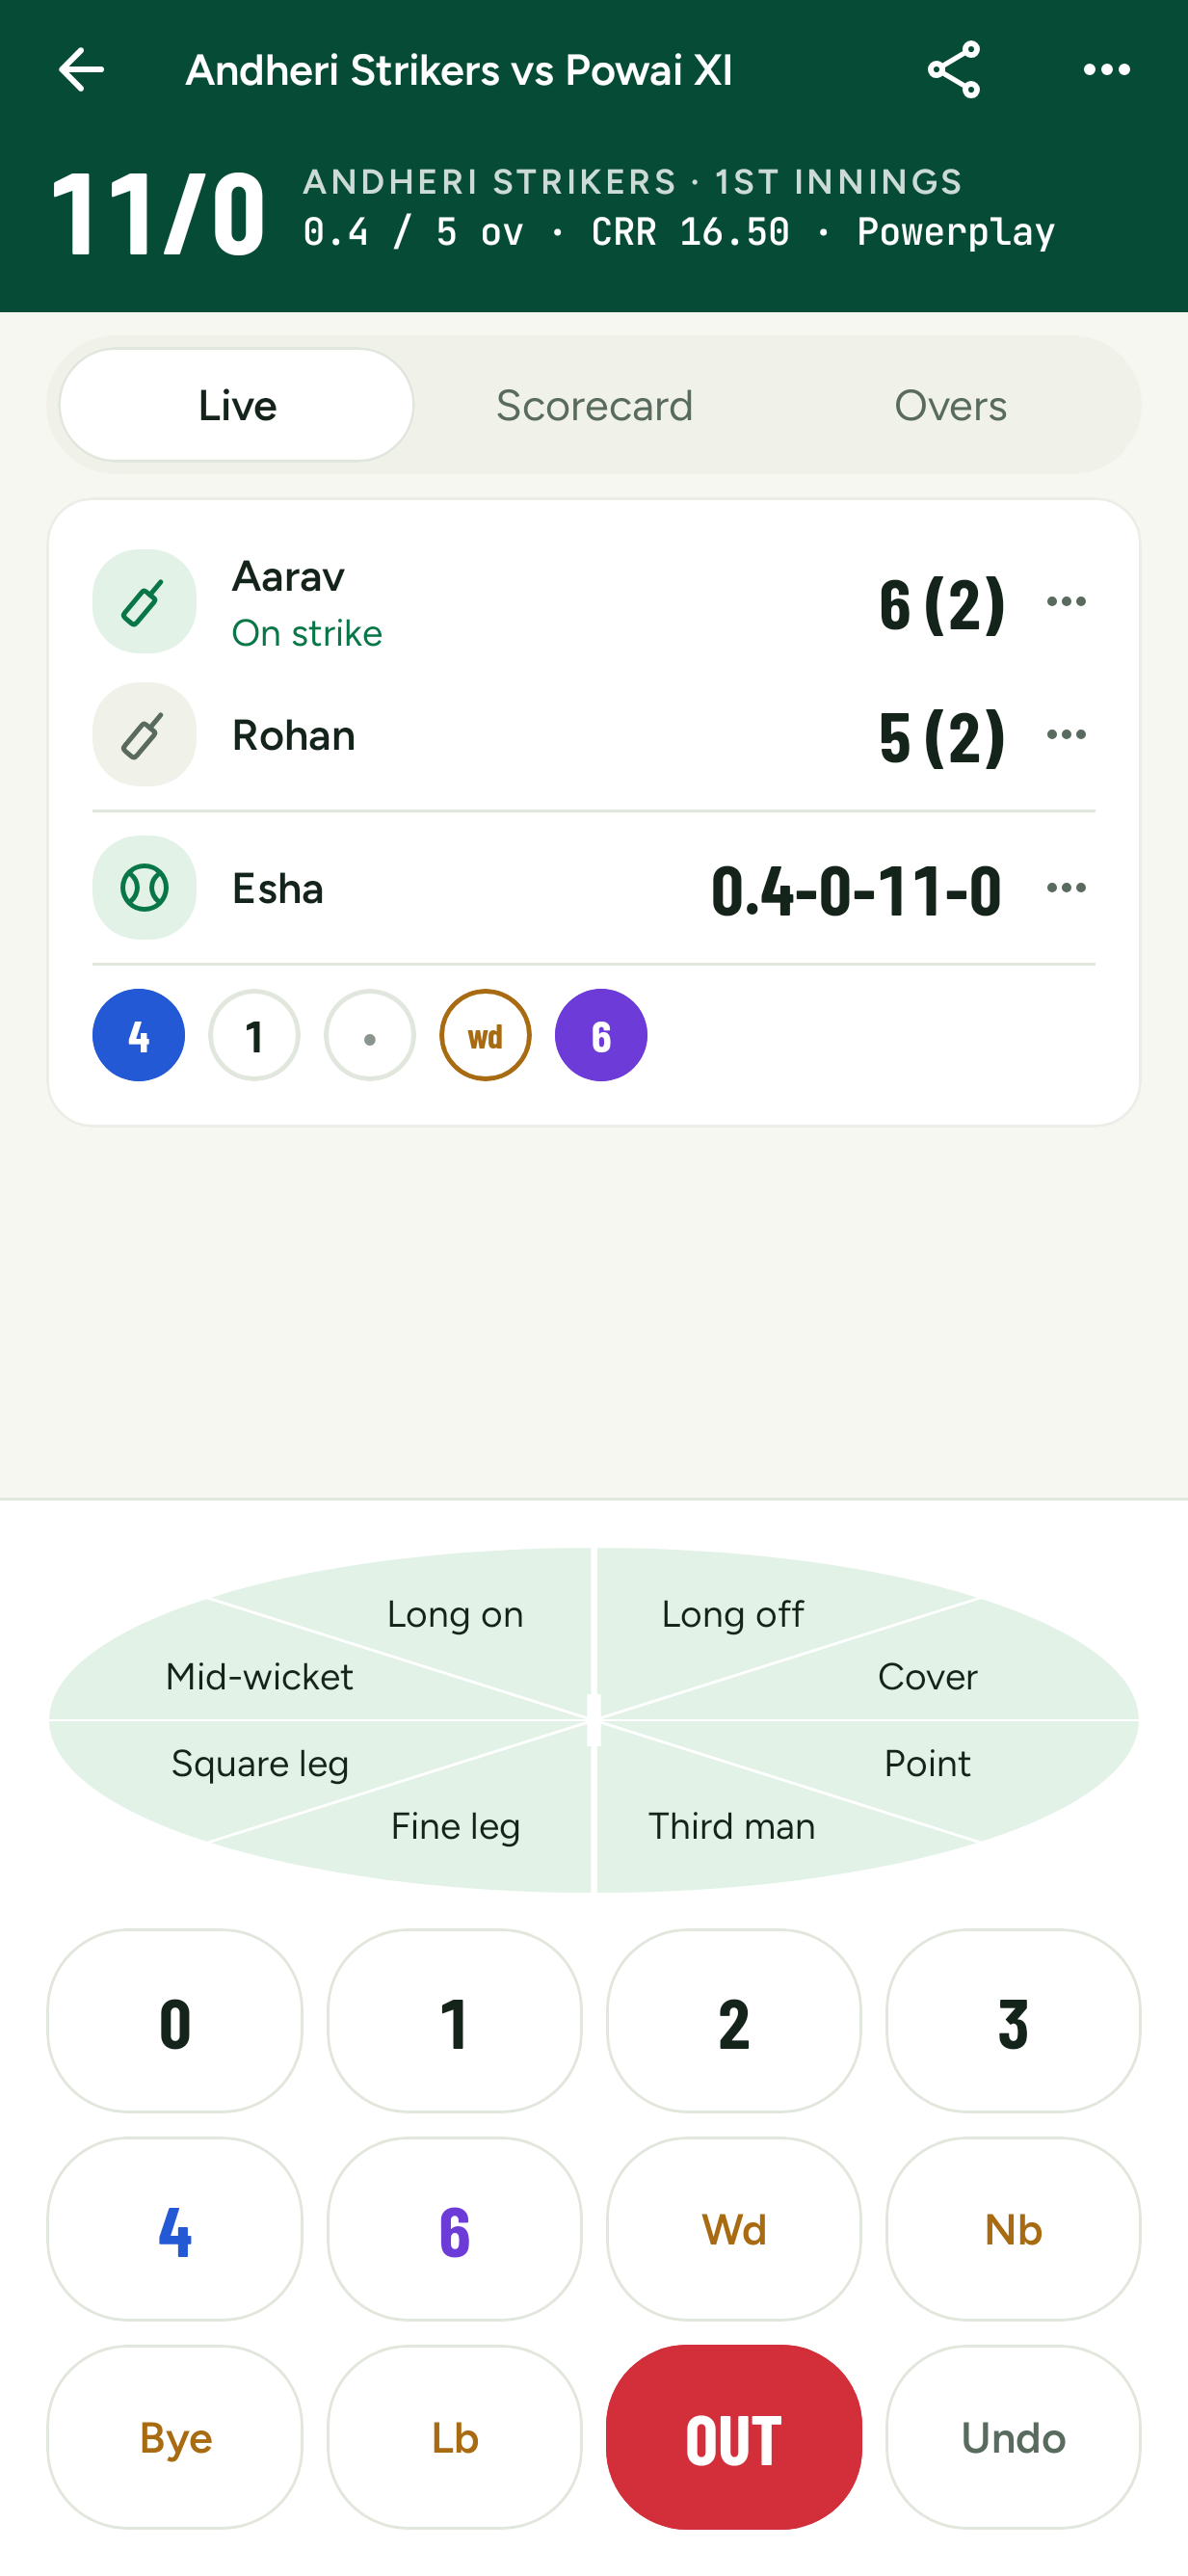 Andheri Strikers vs Powai XI
11/0
ANDHERI STRIKERS · 1ST INNINGS
0.4 / 5 ov · CRR 16.50 · Powerplay
Live Scorecard Overs
Aarav 6 (2)
On strike
Rohan 5 (2)
Esha 0.4-0-11-0
4 1 • wd 6
Long on Long off
Mid-wicket Cover
Square leg Point
Fine leg Third man
0 1 2 3
4 6 Wd Nb
Bye Lb OUT Undo